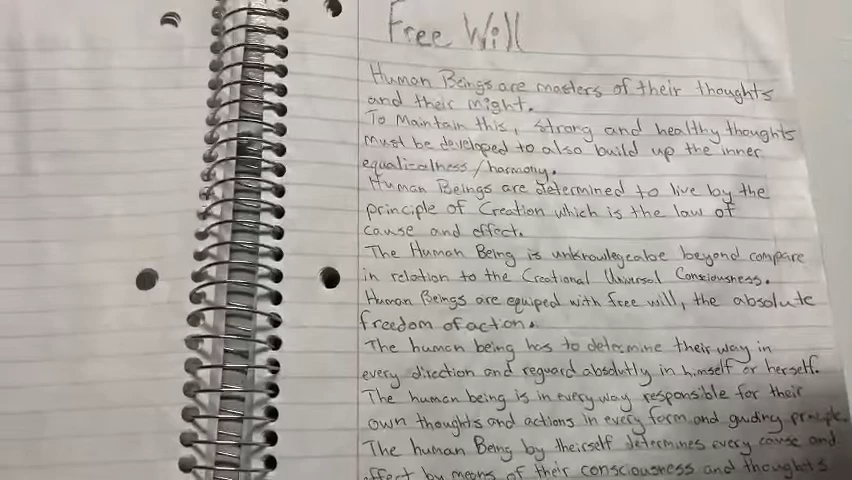 Free Will
Human Beings are masters of their thoughts
and their might.
To Maintain this, strong and healthy thoughts
must be developed to also build up the inner
equalizalness/harmony.
Human Beings are determined to live by the
principle of Creation which is the law of
cause and effect.
The Human Being is unknowlegeabe beyond compare
in relation to the Creational Universal Consciousness.
Human Beings are equiped with free will, the absolute
freedom of action.
The human being has to determine their way in
every direction and reguard absolutly in himself or herself.
The human being is in every way responsible for their
own thoughts and actions in every form and guiding principle.
The human Being by theirself determines every cause and
effect by means of their consciousness and thoughts